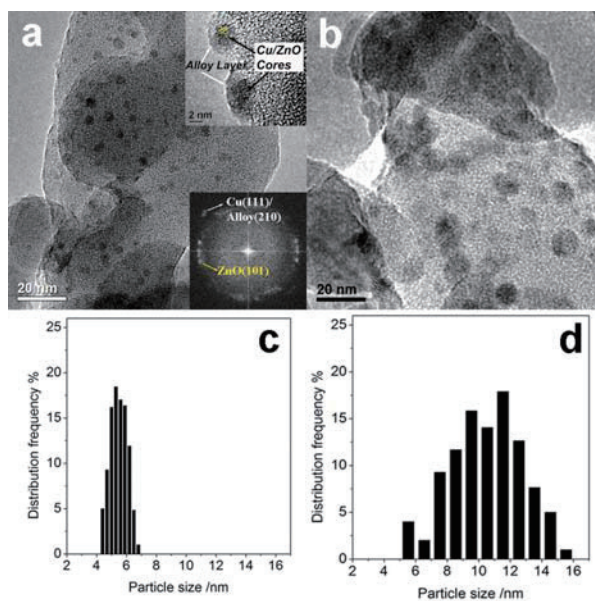 a
Cu/ZnO
Cores
Alloy Layer
2 nm
Cu(111)/
Alloy(210)
ZnO(101)
20 nm
b
20 nm
c
Distribution frequency %
25
20
15
10
5
0
2 4 6 8 10 12 14 16
Particle size /nm
d
Distribution frequency %
25
20
15
10
5
0
2 4 6 8 10 12 14 16
Particle size /nm